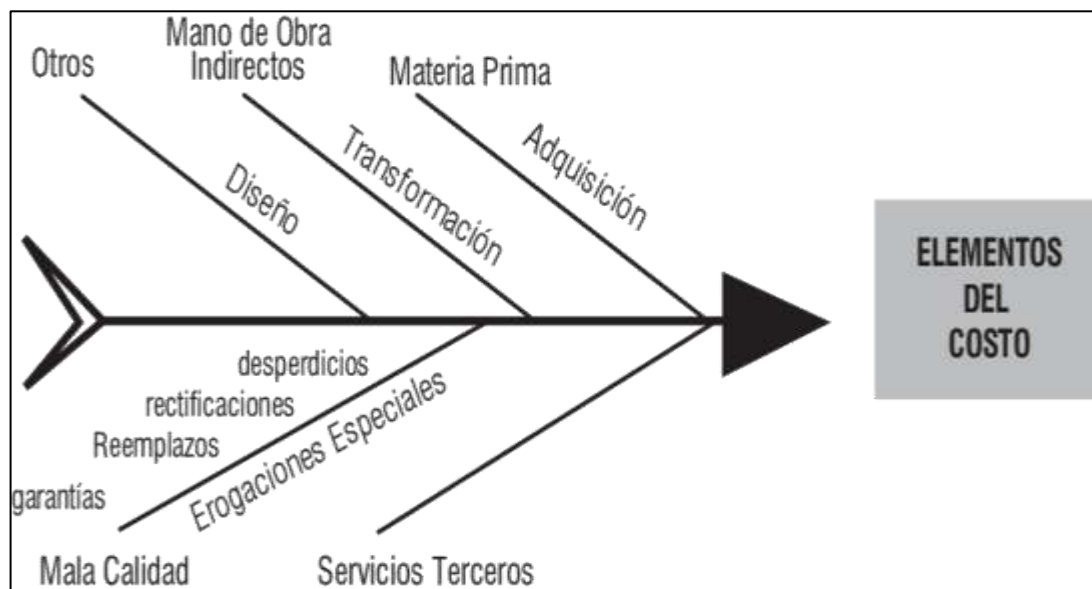 Otros
Mano de Obra
Indirectos
Materia Prima
Diseño
Transformación
Adquisición
ELEMENTOS
DEL
COSTO
desperdicios
rectificaciones
Reemplazos
garantías
Erogaciones Especiales
Mala Calidad
Servicios Terceros